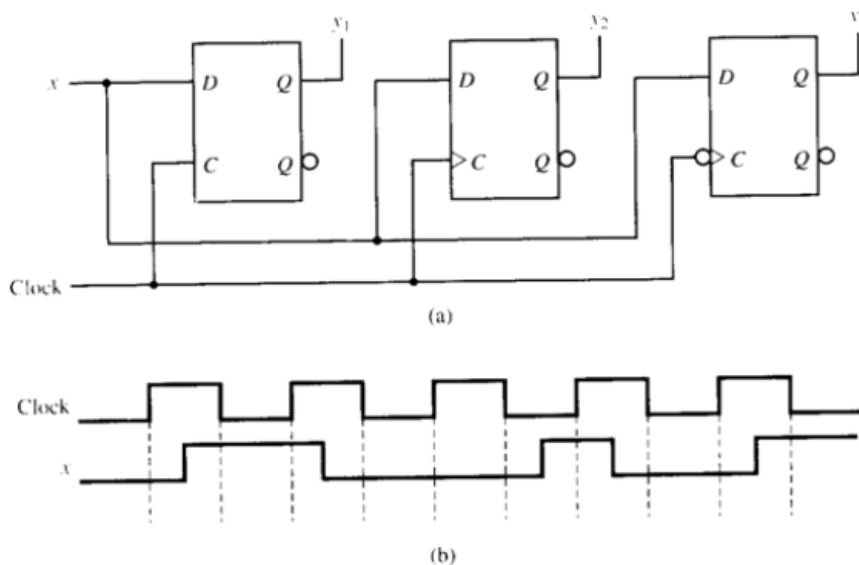 y1 y2 y
x D Q D Q D Q
C Q C Q C Q
Clock
(a)
Clock
x
(b)